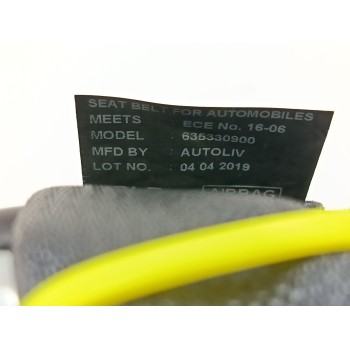 SEAT BELT FOR AUTOMOBILES
MEETS : ECE No. 16-06
MODEL : 635330900
MFD BY : AUTOLIV
LOT NO. : 04 04 2019
AIRBAG